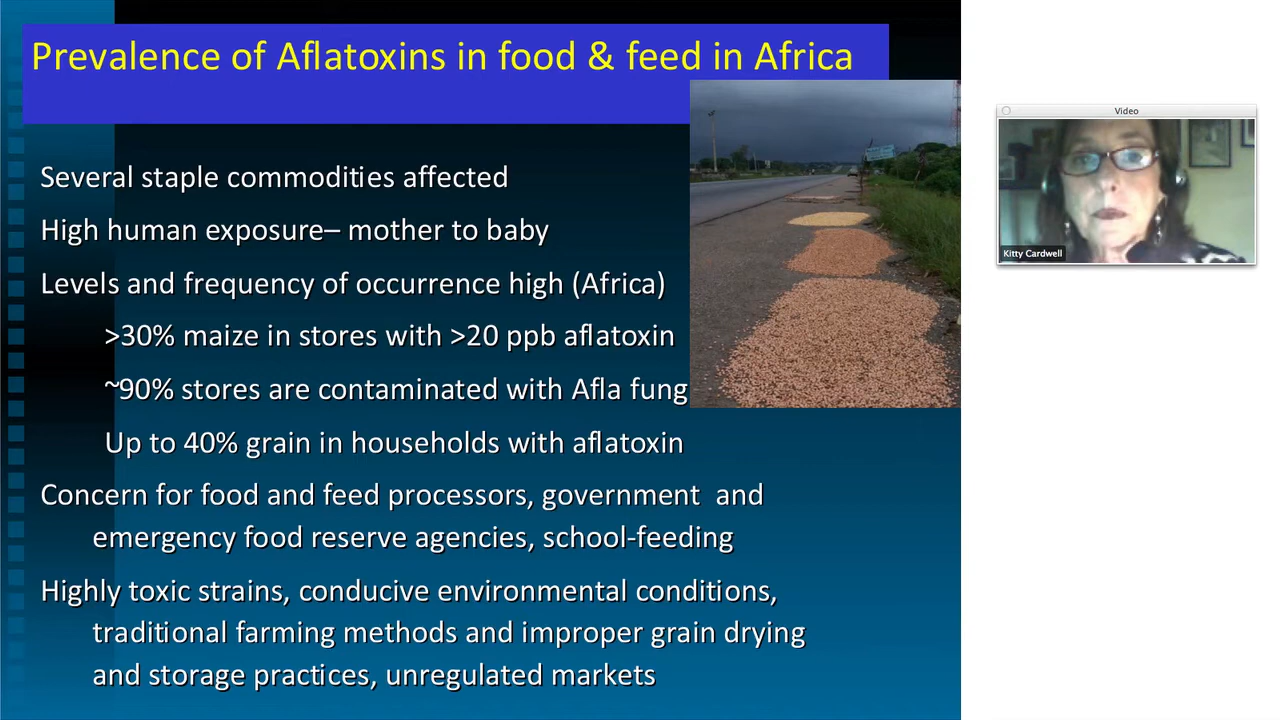 Prevalence of Aflatoxins in food & feed in Africa
Several staple commodities affected
High human exposure– mother to baby
Levels and frequency of occurrence high (Africa)
>30% maize in stores with >20 ppb aflatoxin
~90% stores are contaminated with Afla fung
Up to 40% grain in households with aflatoxin
Concern for food and feed processors, government and
emergency food reserve agencies, school-feeding
Highly toxic strains, conducive environmental conditions,
traditional farming methods and improper grain drying
and storage practices, unregulated markets
Video
Kitty Cardwell